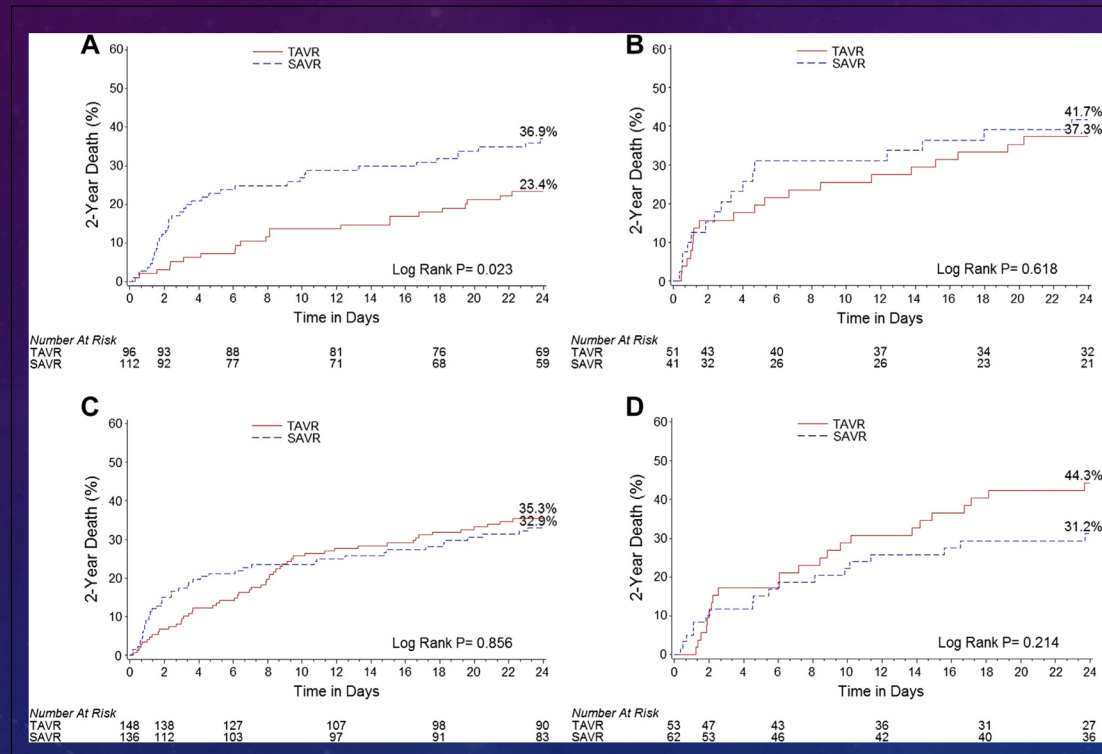 A
TAVR
SAVR
2-Year Death (%)
60
50
40
30
20
10
0
36.9%
23.4%
Log Rank P= 0.023
0 2 4 6 8 10 12 14 16 18 20 22 24
Time in Days
Number At Risk
TAVR 96 93 88 81 76 69
SAVR 112 92 77 71 68 59
B
TAVR
SAVR
2-Year Death (%)
60
50
40
30
20
10
0
41.7%
37.3%
Log Rank P= 0.618
0 2 4 6 8 10 12 14 16 18 20 22 24
Time in Days
Number At Risk
TAVR 51 43 40 37 34 32
SAVR 41 32 26 26 23 21
C
TAVR
SAVR
2-Year Death (%)
60
50
40
30
20
10
0
35.3%
32.9%
Log Rank P= 0.856
0 2 4 6 8 10 12 14 16 18 20 22 24
Time in Days
Number At Risk
TAVR 148 138 127 107 98 90
SAVR 136 112 103 97 91 83
D
TAVR
SAVR
2-Year Death (%)
60
50
40
30
20
10
0
44.3%
31.2%
Log Rank P= 0.214
0 2 4 6 8 10 12 14 16 18 20 22 24
Time in Days
Number At Risk
TAVR 53 47 43 36 31 27
SAVR 62 53 46 42 40 36